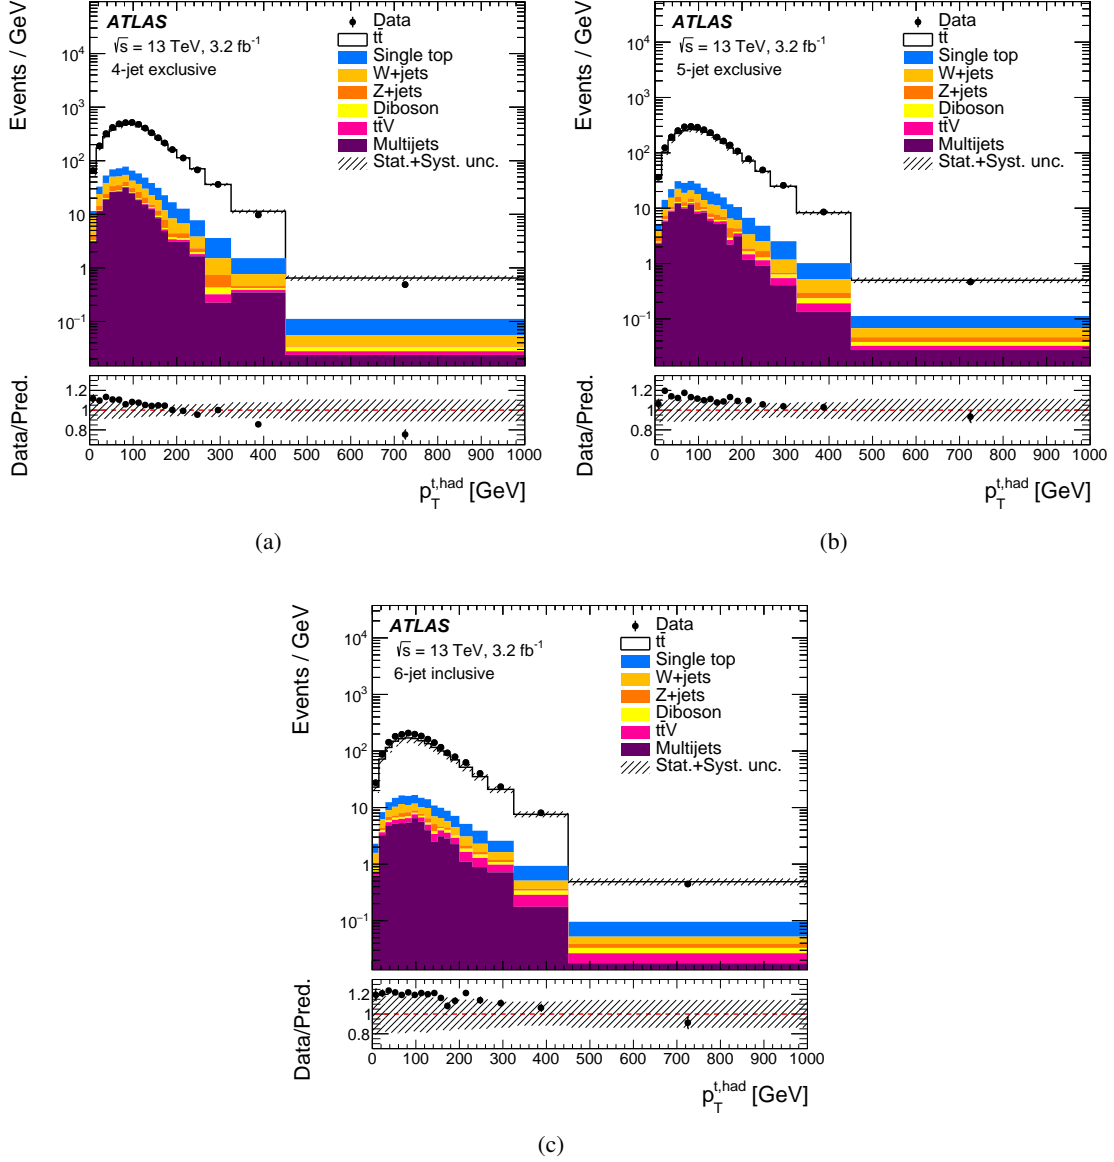 ATLAS
√s = 13 TeV, 3.2 fb⁻¹
4-jet exclusive
Data
tt̄
Single top
W+jets
Z+jets
Diboson
tt̄V
Multijets
Stat.+Syst. unc.
Events / GeV
10⁴
10³
10²
10
1
10⁻¹
Data/Pred.
1.2
1
0.8
0 100 200 300 400 500 600 700 800 900 1000
p_T^{t,had} [GeV]
(a)
ATLAS
√s = 13 TeV, 3.2 fb⁻¹
5-jet exclusive
Data
tt̄
Single top
W+jets
Z+jets
Diboson
tt̄V
Multijets
Stat.+Syst. unc.
Events / GeV
10⁴
10³
10²
10
1
10⁻¹
Data/Pred.
1.2
1
0.8
0 100 200 300 400 500 600 700 800 900 1000
p_T^{t,had} [GeV]
(b)
ATLAS
√s = 13 TeV, 3.2 fb⁻¹
6-jet inclusive
Data
tt̄
Single top
W+jets
Z+jets
Diboson
tt̄V
Multijets
Stat.+Syst. unc.
Events / GeV
10⁴
10³
10²
10
1
10⁻¹
Data/Pred.
1.2
1
0.8
0 100 200 300 400 500 600 700 800 900 1000
p_T^{t,had} [GeV]
(c)